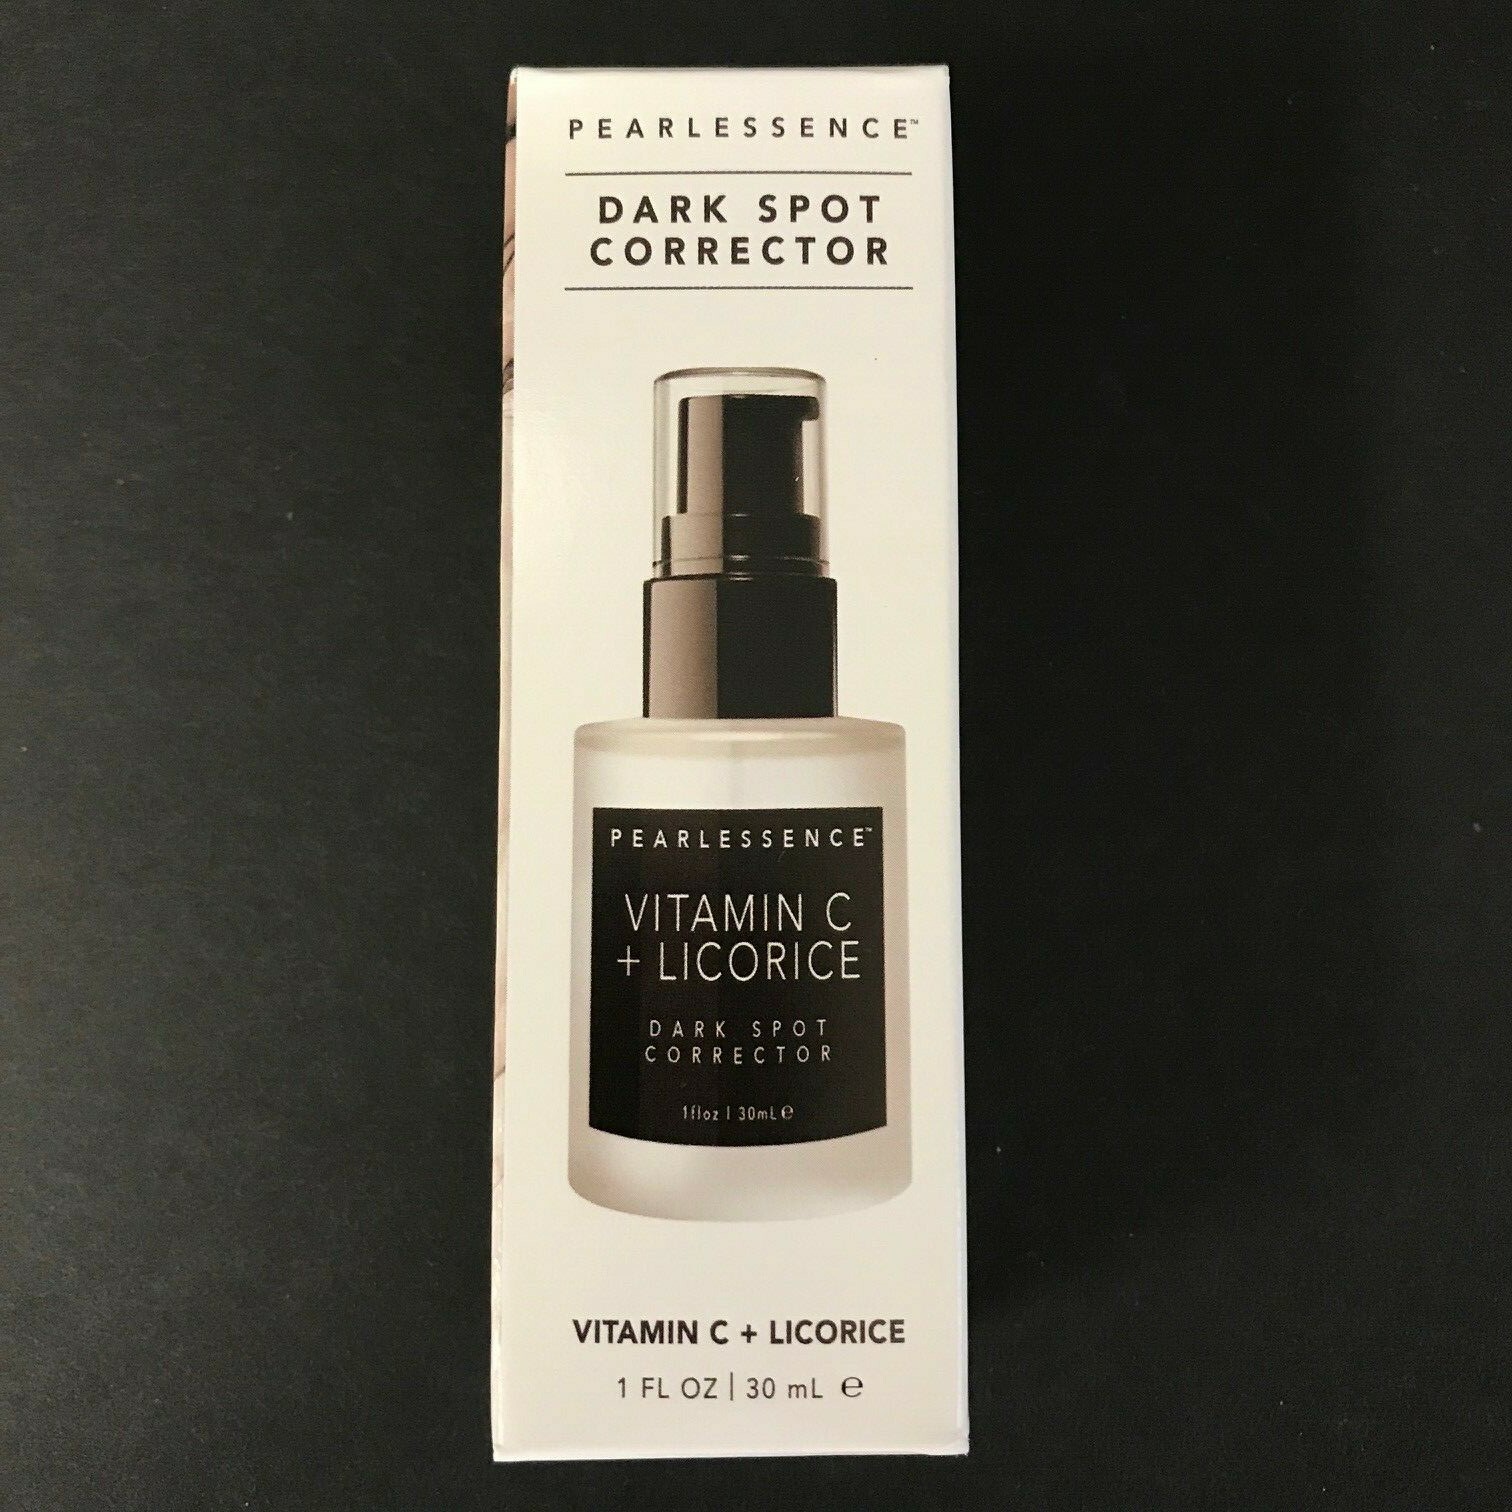 PEARLESSENCE™
DARK SPOT
CORRECTOR
PEARLESSENCE™
VITAMIN C
+ LICORICE
DARK SPOT
CORRECTOR
1floz | 30mL ℮
VITAMIN C + LICORICE
1 FL OZ | 30 mL ℮